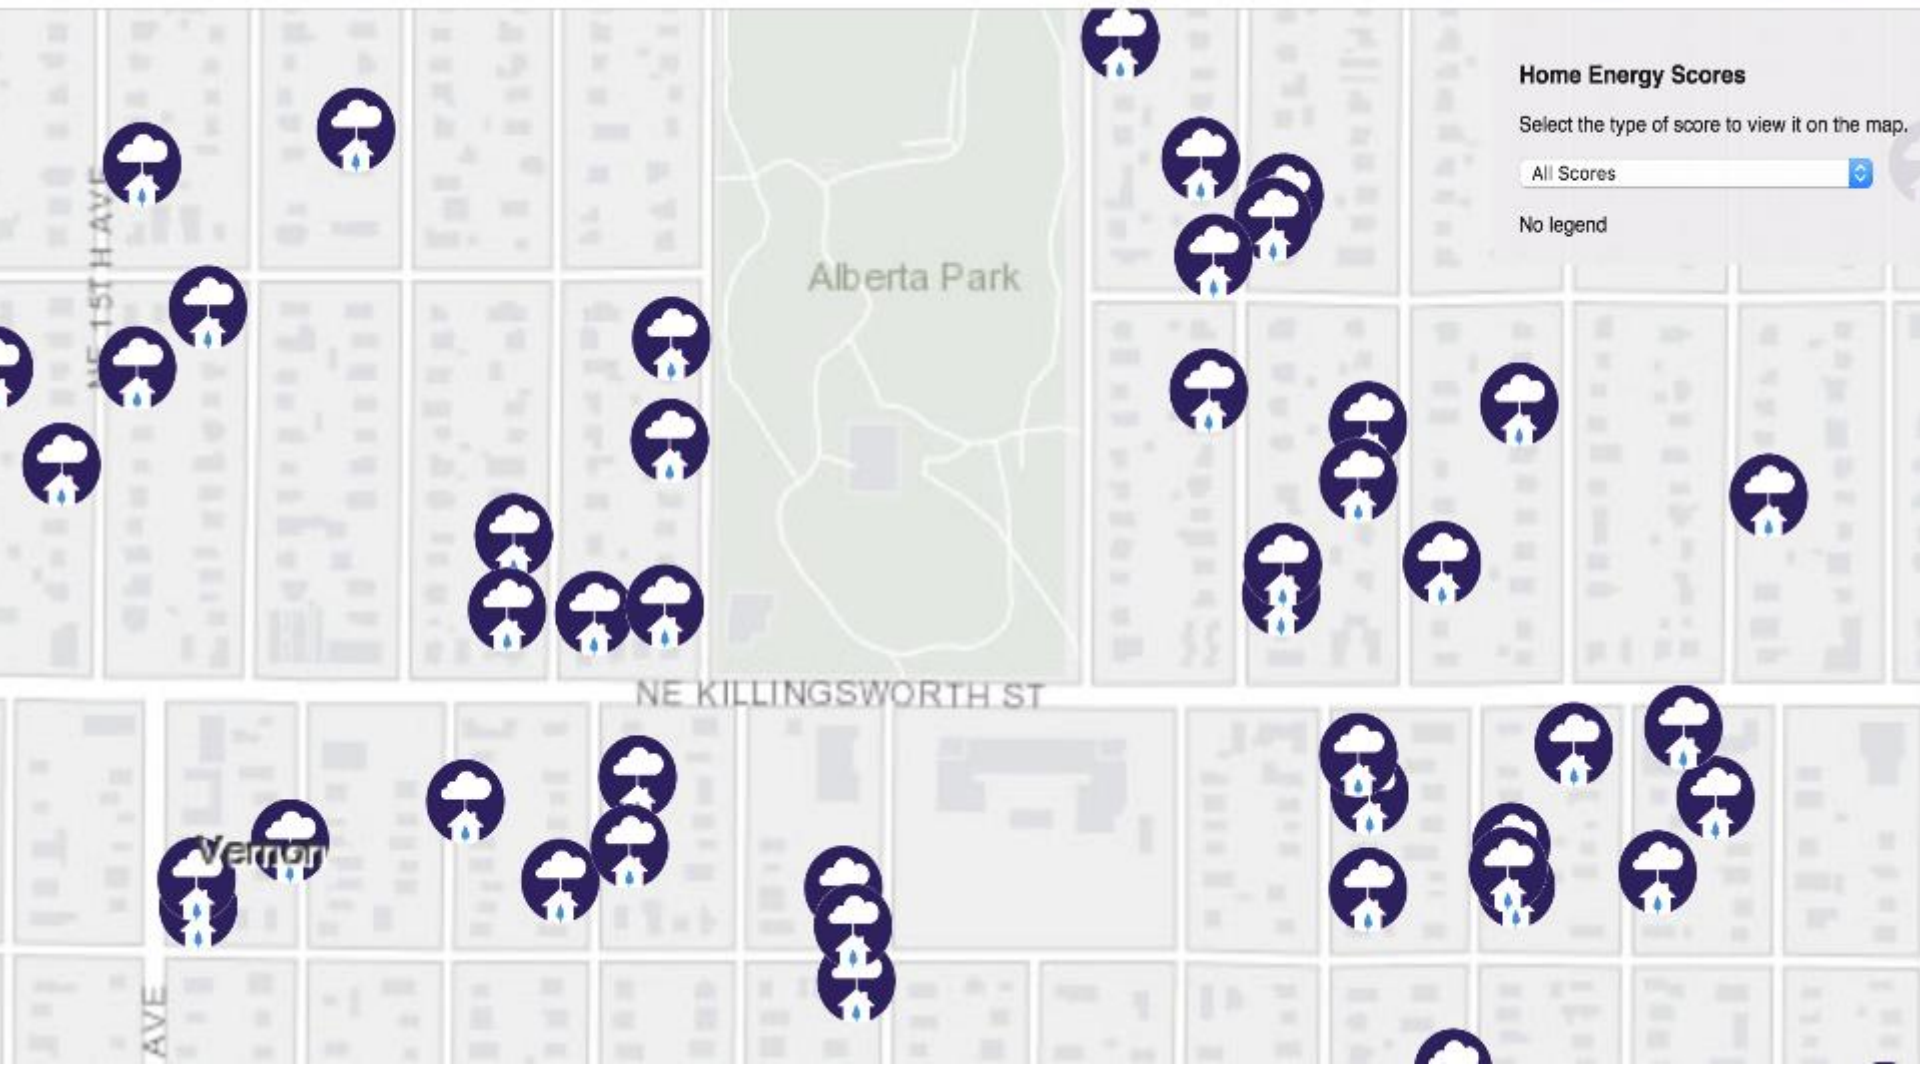 Home Energy Scores
Select the type of score to view it on the map.
All Scores
No legend
NE 15TH AVE
Alberta Park
NE KILLINGSWORTH ST
Vernon
AVE